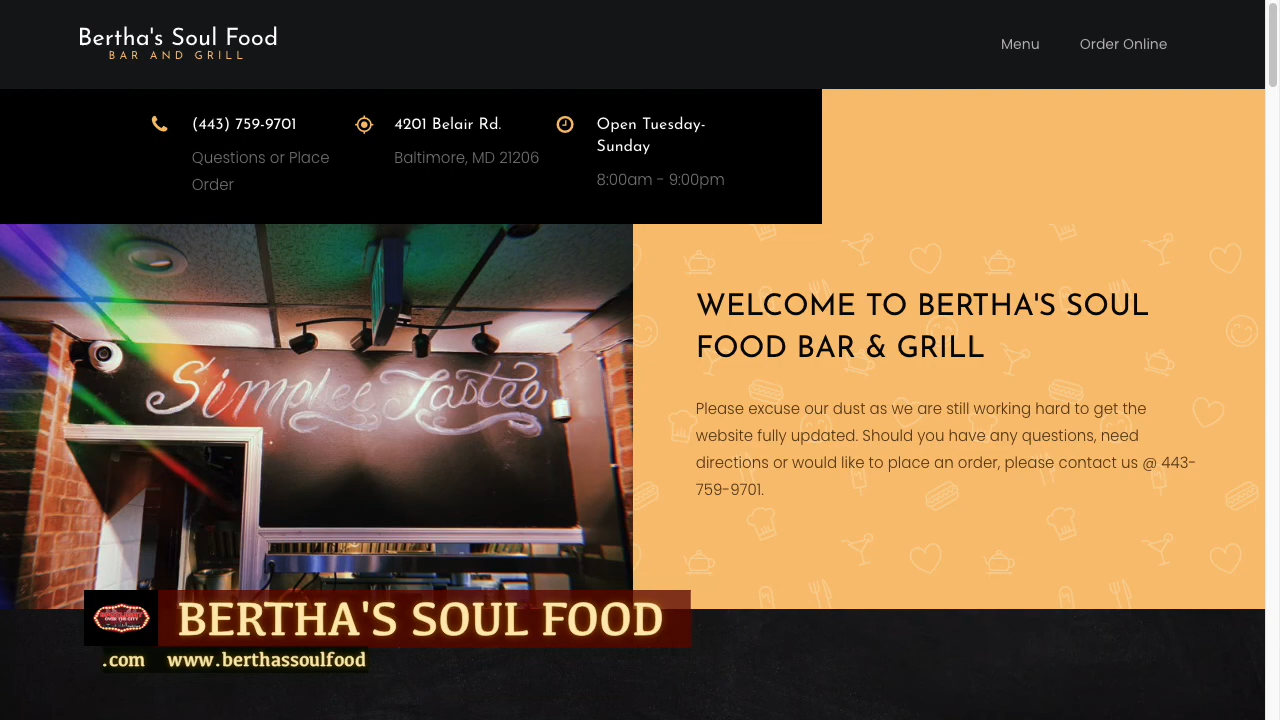 Bertha's Soul Food
BAR AND GRILL
Menu
Order Online
(443) 759-9701
Questions or Place
Order
4201 Belair Rd.
Baltimore, MD 21206
Open Tuesday-
Sunday
8:00am - 9:00pm
Simplee Tastee
WELCOME TO BERTHA'S SOUL
FOOD BAR & GRILL
Please excuse our dust as we are still working hard to get the
website fully updated. Should you have any questions, need
directions or would like to place an order, please contact us @ 443-
759-9701.
BERTHA'S SOUL FOOD
.com www.berthassoulfood